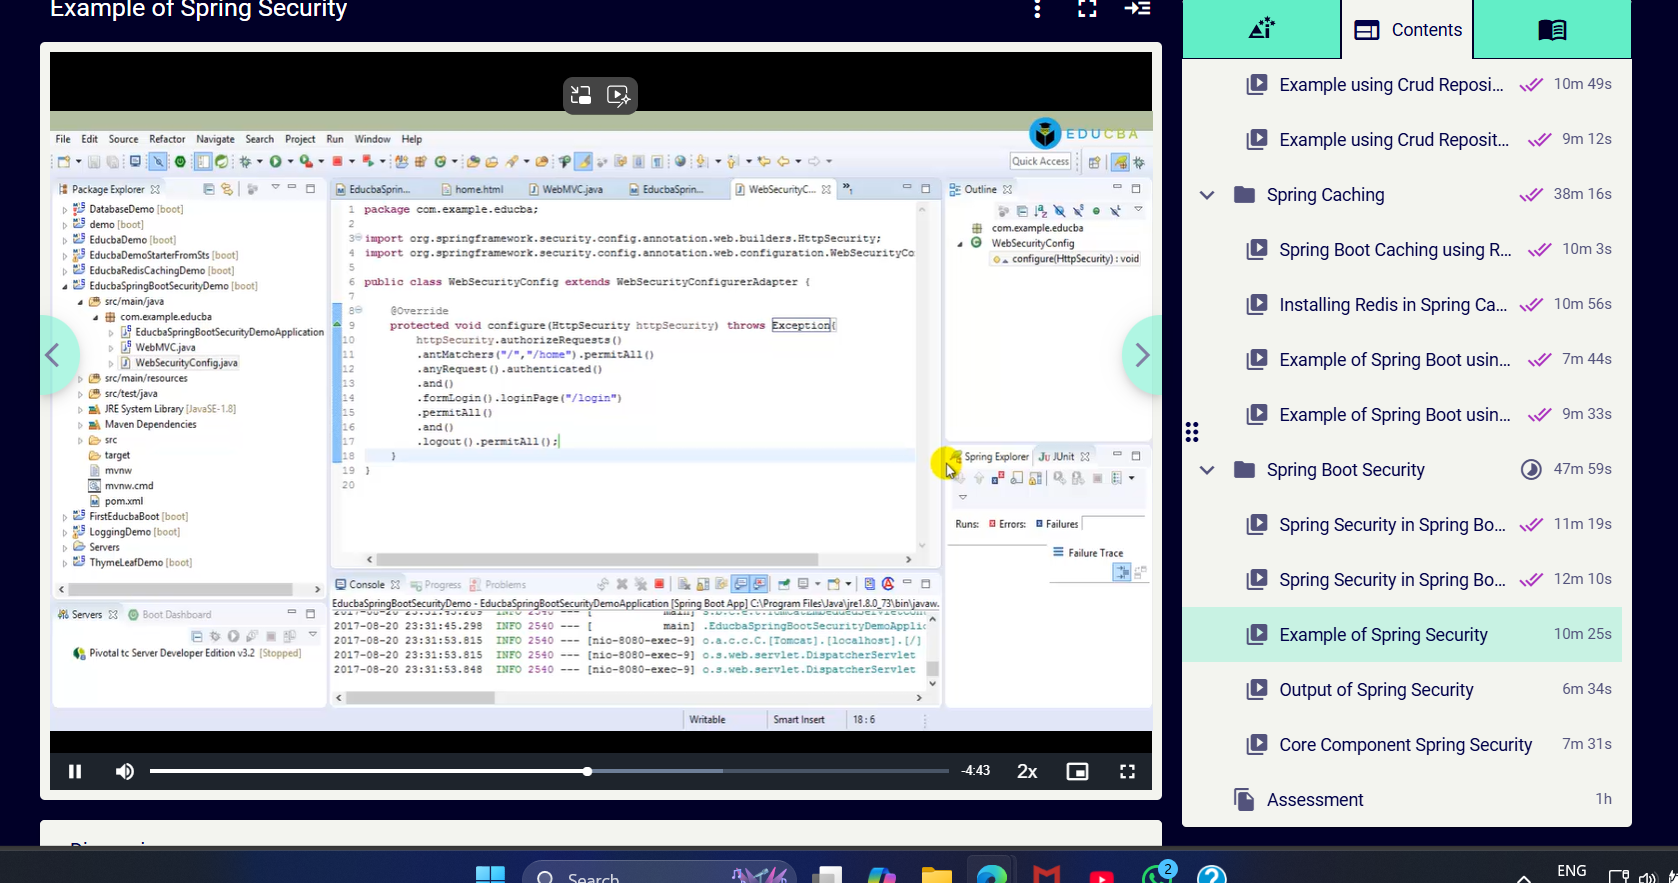 Example of Spring Security
EDUCBA
File Edit Source Refactor Navigate Search Project Run Window Help
Quick Access
Package Explorer
DatabaseDemo [boot]
demo [boot]
EducbaDemo [boot]
EducbaDemoStarterFromSts [boot]
EducbaRedisCachingDemo [boot]
EducbaSpringBootSecurityDemo [boot]
src/main/java
com.example.educba
EducbaSpringBootSecurityDemoApplication
WebMVC.java
WebSecurityConfig.java
src/main/resources
src/test/java
JRE System Library [JavaSE-1.8]
Maven Dependencies
src
target
mvnw
mvnw.cmd
pom.xml
FirstEducbaBoot [boot]
LoggingDemo [boot]
Servers
ThymeLeafDemo [boot]
Servers Boot Dashboard
Pivotal tc Server Developer Edition v3.2 [Stopped]
EducbaSprin... home.html WebMVC.java EducbaSprin... WebSecurityC... »1
1 package com.example.educba;
2
3 import org.springframework.security.config.annotation.web.builders.HttpSecurity;
4 import org.springframework.security.config.annotation.web.configuration.WebSecurityCo
5
6 public class WebSecurityConfig extends WebSecurityConfigurerAdapter {
7
8 @Override
9 protected void configure(HttpSecurity httpSecurity) throws Exception{
10 httpSecurity.authorizeRequests()
11 .antMatchers("/","/home").permitAll()
12 .anyRequest().authenticated()
13 .and()
14 .formLogin().loginPage("/login")
15 .permitAll()
16 .and()
17 .logout().permitAll();
18 }
19 }
20
Console Progress Problems
EducbaSpringBootSecurityDemo - EducbaSpringBootSecurityDemoApplication [Spring Boot App] C:\Program Files\Java\jre1.8.0_73\bin\javaw.
2017-08-20 23:31:45.298 INFO 2540 --- [ main] .EducbaSpringBootSecurityDemoApplic
2017-08-20 23:31:53.815 INFO 2540 --- [nio-8080-exec-9] o.a.c.c.C.[Tomcat].[localhost].[/]
2017-08-20 23:31:53.815 INFO 2540 --- [nio-8080-exec-9] o.s.web.servlet.DispatcherServlet
2017-08-20 23:31:53.848 INFO 2540 --- [nio-8080-exec-9] o.s.web.servlet.DispatcherServlet
Writable Smart Insert 18 : 6
Outline
com.example.educba
WebSecurityConfig
configure(HttpSecurity) : void
Spring Explorer JUnit
Runs: Errors: Failures
Failure Trace
-4:43 2x
Contents
Example using Crud Reposi... 10m 49s
Example using Crud Reposit... 9m 12s
Spring Caching 38m 16s
Spring Boot Caching using R... 10m 3s
Installing Redis in Spring Ca... 10m 56s
Example of Spring Boot usin... 7m 44s
Example of Spring Boot usin... 9m 33s
Spring Boot Security 47m 59s
Spring Security in Spring Bo... 11m 19s
Spring Security in Spring Bo... 12m 10s
Example of Spring Security 10m 25s
Output of Spring Security 6m 34s
Core Component Spring Security 7m 31s
Assessment 1h
Search
2
ENG